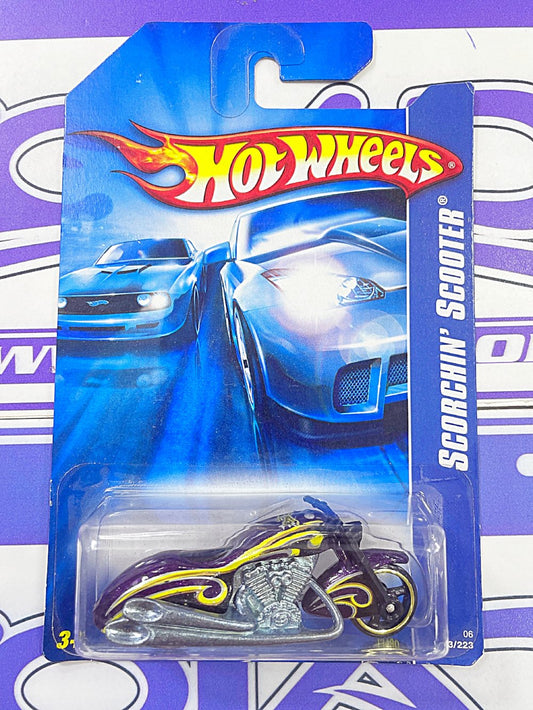 HOT WHEELS®
SCORCHIN' SCOOTER®
3+
06
3/223